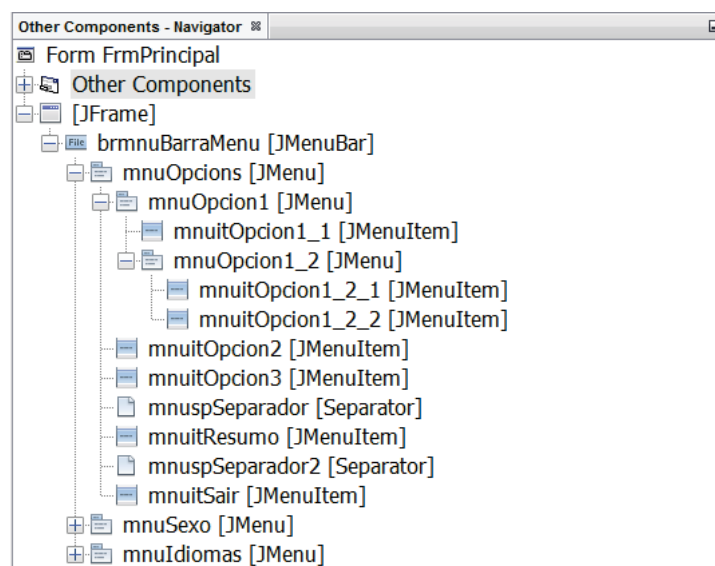 Other Components - Navigator
Form FrmPrincipal
Other Components
[JFrame]
File brmnuBarraMenu [JMenuBar]
mnuOpcions [JMenu]
mnuOpcion1 [JMenu]
mnuitOpcion1_1 [JMenuItem]
mnuOpcion1_2 [JMenu]
mnuitOpcion1_2_1 [JMenuItem]
mnuitOpcion1_2_2 [JMenuItem]
mnuitOpcion2 [JMenuItem]
mnuitOpcion3 [JMenuItem]
mnuspSeparador [Separator]
mnuitResumo [JMenuItem]
mnuspSeparador2 [Separator]
mnuitSair [JMenuItem]
mnuSexo [JMenu]
mnuIdiomas [JMenu]